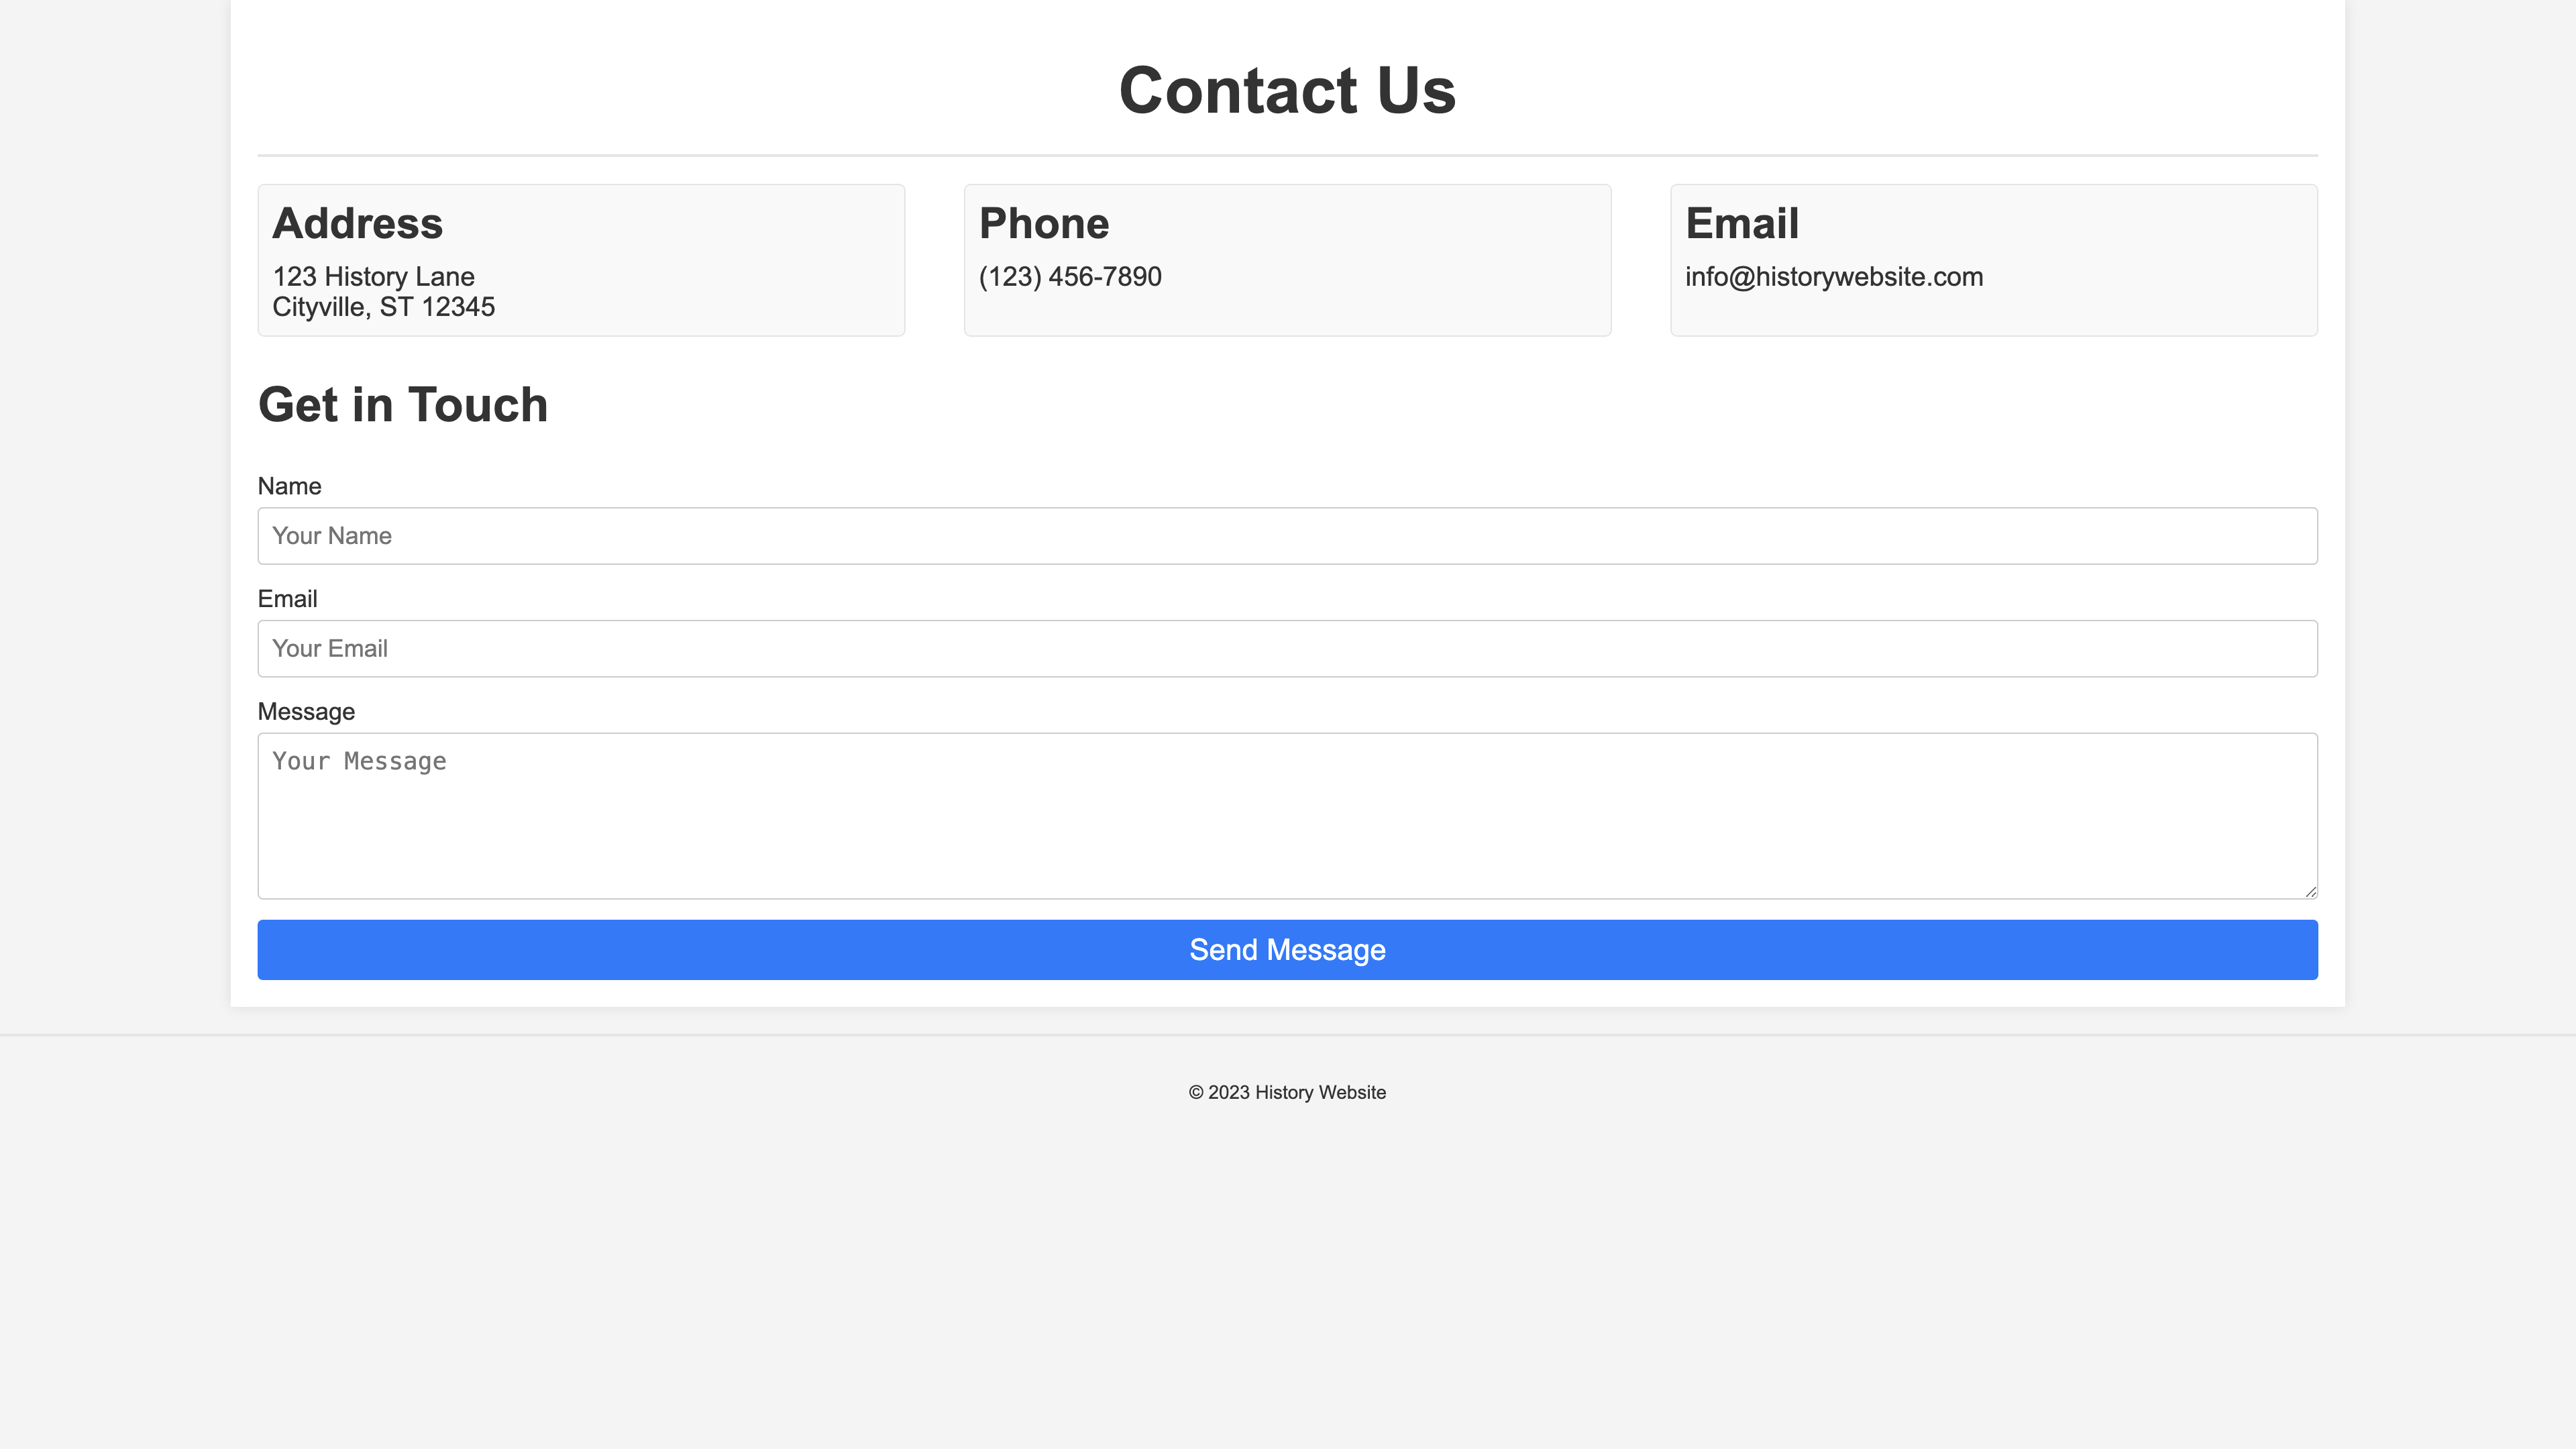 Contact Us
Address
123 History Lane
Cityville, ST 12345
Phone
(123) 456-7890
Email
info@historywebsite.com
Get in Touch
Name
Your Name
Email
Your Email
Message
Your Message
Send Message
© 2023 History Website